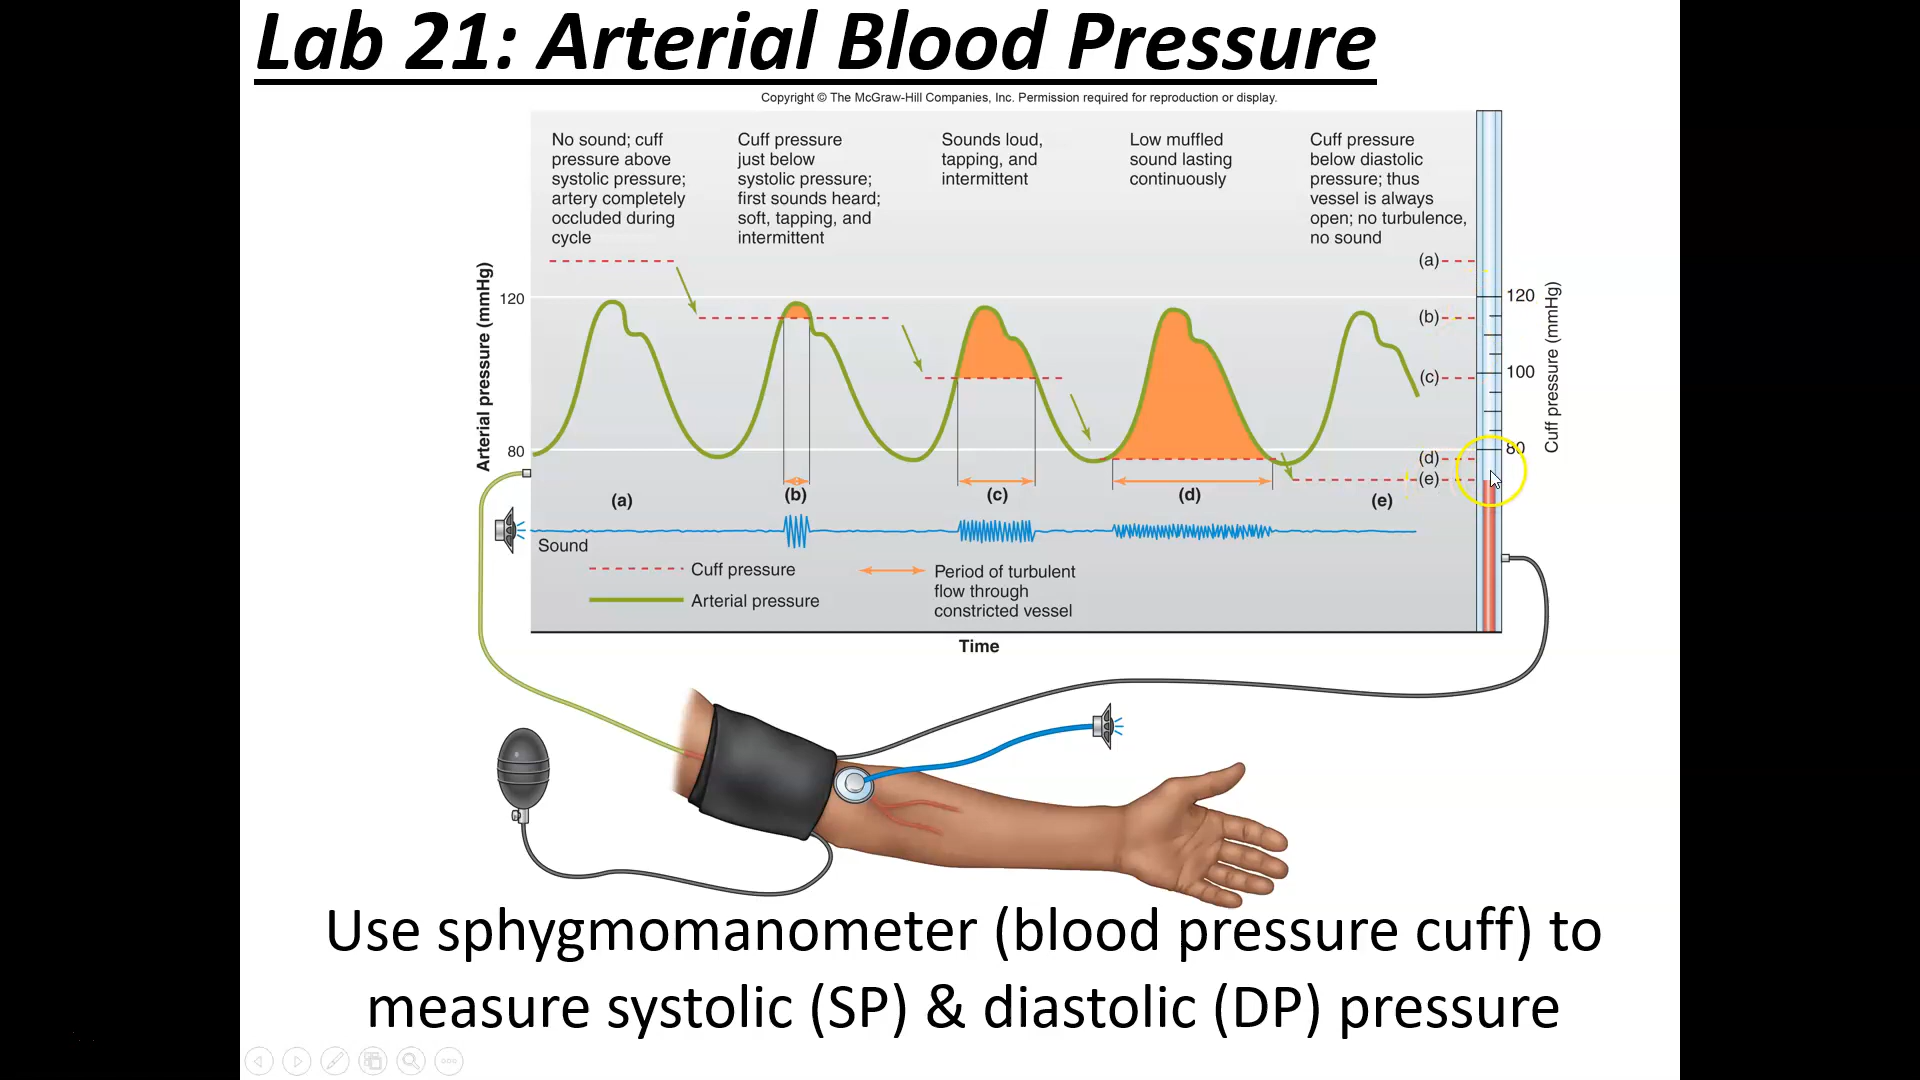 Lab 21: Arterial Blood Pressure
Copyright © The McGraw-Hill Companies, Inc. Permission required for reproduction or display.
No sound; cuff
pressure above
systolic pressure;
artery completely
occluded during
cycle
Cuff pressure
just below
systolic pressure;
first sounds heard;
soft, tapping, and
intermittent
Sounds loud,
tapping, and
intermittent
Low muffled
sound lasting
continuously
Cuff pressure
below diastolic
pressure; thus
vessel is always
open; no turbulence,
no sound
Arterial pressure (mmHg)
120
80
(a)
(b)
(c)
(d)
(e)
120
100
80
Cuff pressure (mmHg)
(a)
(b)
(c)
(d)
(e)
Sound
Cuff pressure
Arterial pressure
Period of turbulent
flow through
constricted vessel
Time
Use sphygmomanometer (blood pressure cuff) to
measure systolic (SP) & diastolic (DP) pressure